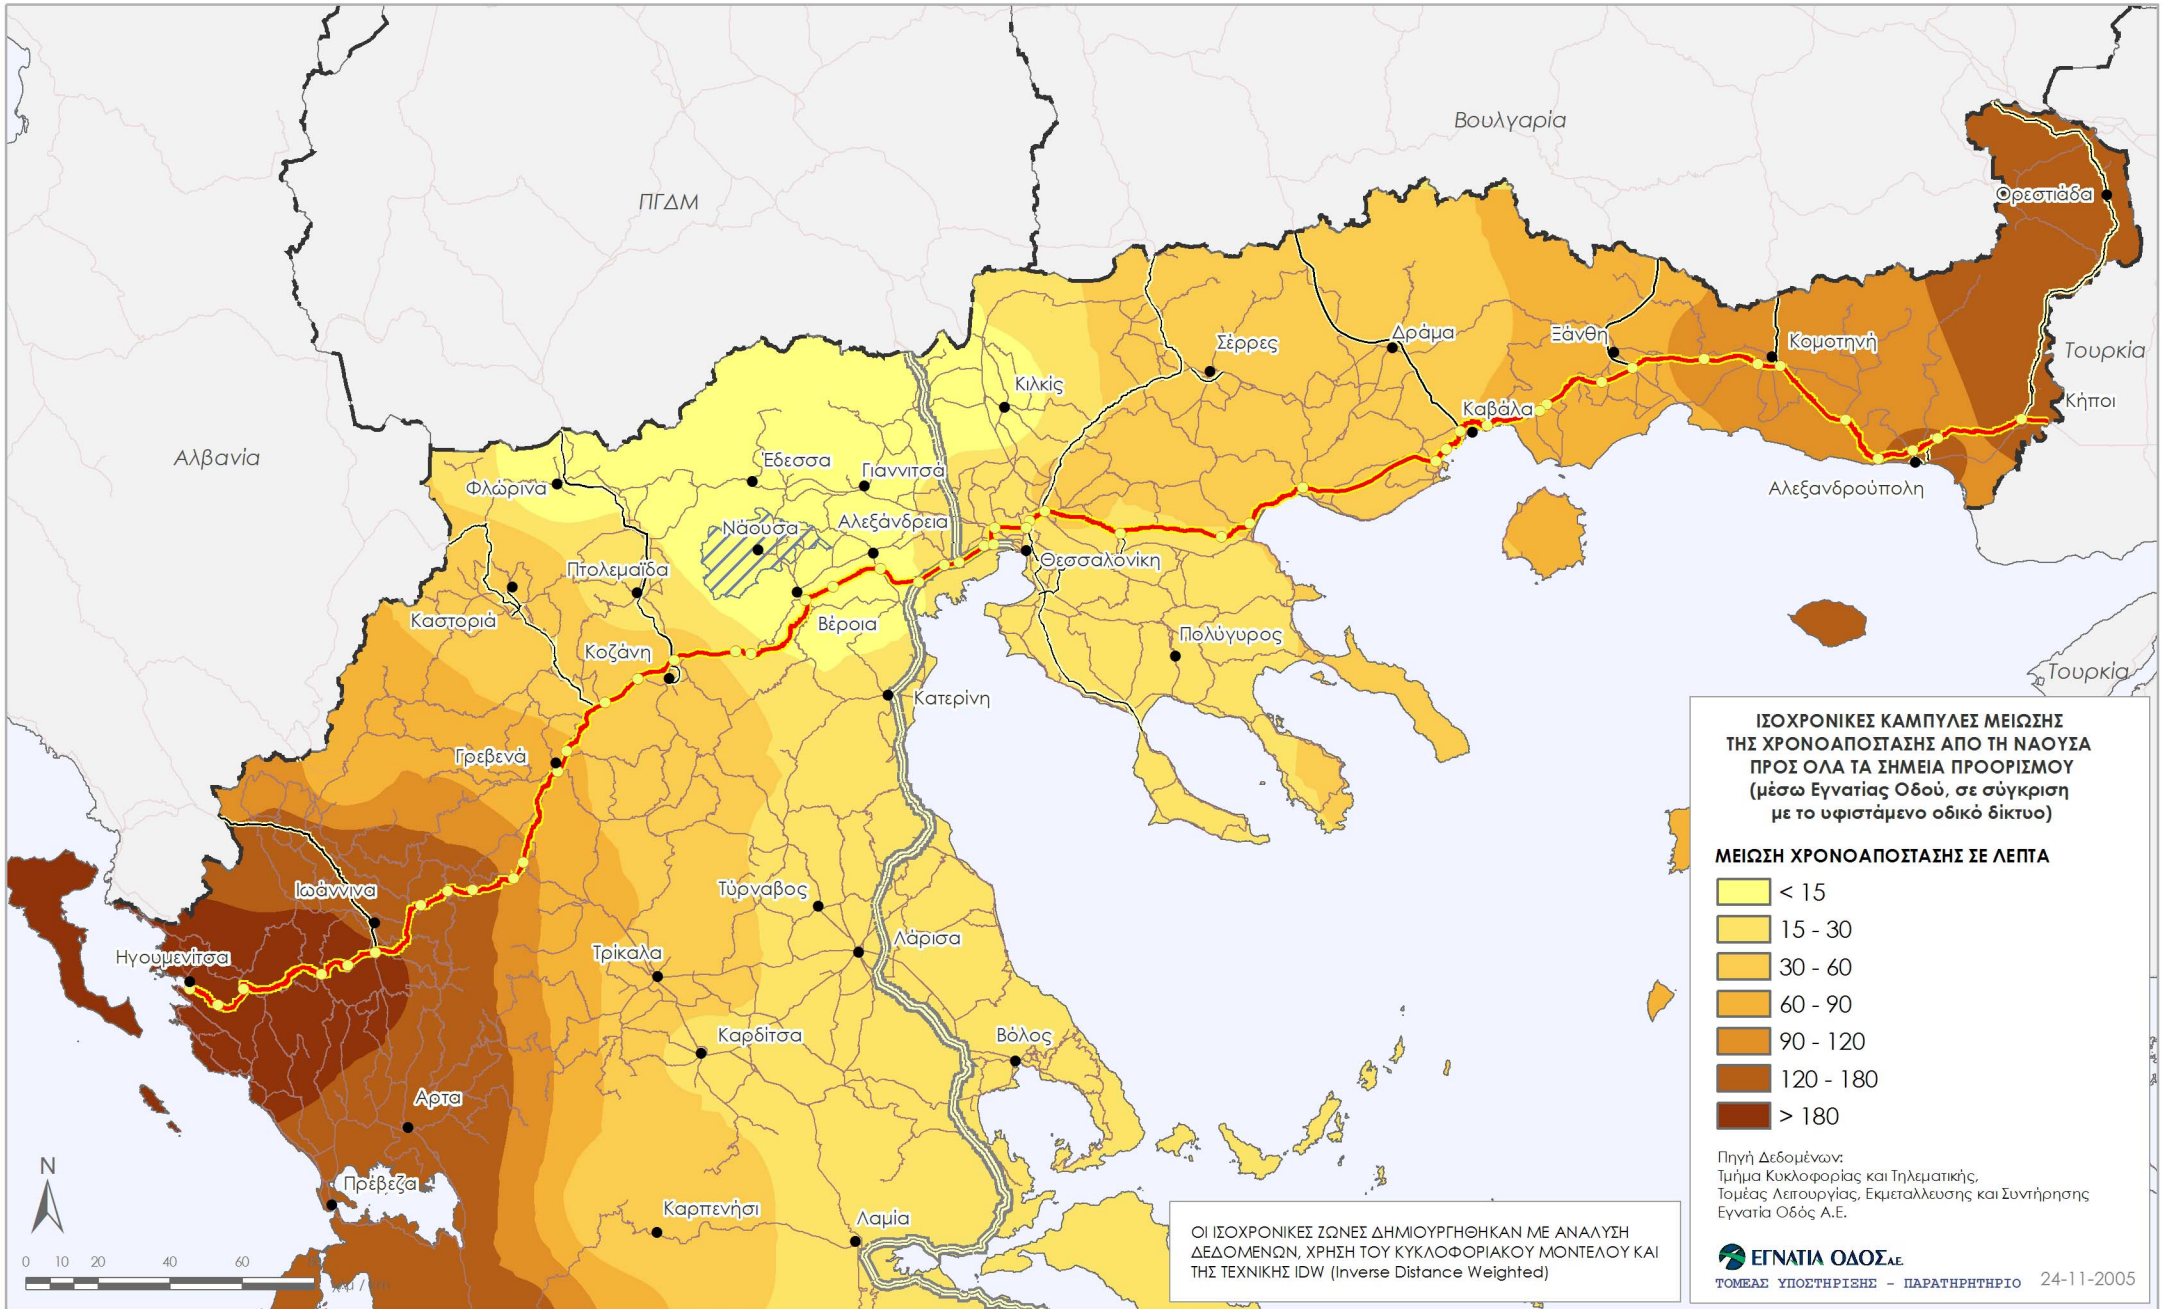 Βουλγαρία
ΠΓΔΜ
Ορεστιάδα
Τουρκία
Κήποι
Αλβανία
Σέρρες
Δράμα
Ξάνθη
Κομοτηνή
Κιλκίς
Καβάλα
Έδεσσα
Γιαννιτσά
Φλώρινα
Αλεξανδρούπολη
Νάουσα
Αλεξάνδρεια
Πτολεμαϊδα
Θεσσαλονίκη
Καστοριά
Βέροια
Κοζάνη
Πολύγυρος
Κατερίνη
Τουρκία
Γρεβενά
Ιωάννινα
Τύρναβος
Ηγουμενίτσα
Τρίκαλα
Λάρισα
Καρδίτσα
Βόλος
Αρτα
Πρέβεζα
Καρπενήσι
Λαμία
N
0 10 20 40 60
ΙΣΟΧΡΟΝΙΚΕΣ ΚΑΜΠΥΛΕΣ ΜΕΙΩΣΗΣ
ΤΗΣ ΧΡΟΝΟΑΠΟΣΤΑΣΗΣ ΑΠΟ ΤΗ ΝΑΟΥΣΑ
ΠΡΟΣ ΟΛΑ ΤΑ ΣΗΜΕΙΑ ΠΡΟΟΡΙΣΜΟΥ
(μέσω Εγνατίας Οδού, σε σύγκριση
με το υφιστάμενο οδικό δίκτυο)
ΜΕΙΩΣΗ ΧΡΟΝΟΑΠΟΣΤΑΣΗΣ ΣΕ ΛΕΠΤΑ
< 15
15 - 30
30 - 60
60 - 90
90 - 120
120 - 180
> 180
Πηγή Δεδομένων:
Τμήμα Κυκλοφορίας και Τηλεματικής,
Τομέας Λειτουργίας, Εκμεταλλευσης και Συντήρησης
Εγνατία Οδός Α.Ε.
ΕΓΝΑΤΙΑ ΟΔΟΣ Α.Ε.
ΤΟΜΕΑΣ ΥΠΟΣΤΗΡΙΞΗΣ - ΠΑΡΑΤΗΡΗΤΗΡΙΟ 24-11-2005
ΟΙ ΙΣΟΧΡΟΝΙΚΕΣ ΖΩΝΕΣ ΔΗΜΙΟΥΡΓΗΘΗΚΑΝ ΜΕ ΑΝΑΛΥΣΗ
ΔΕΔΟΜΕΝΩΝ, ΧΡΗΣΗ ΤΟΥ ΚΥΚΛΟΦΟΡΙΑΚΟΥ ΜΟΝΤΕΛΟΥ ΚΑΙ
ΤΗΣ ΤΕΧΝΙΚΗΣ IDW (Inverse Distance Weighted)